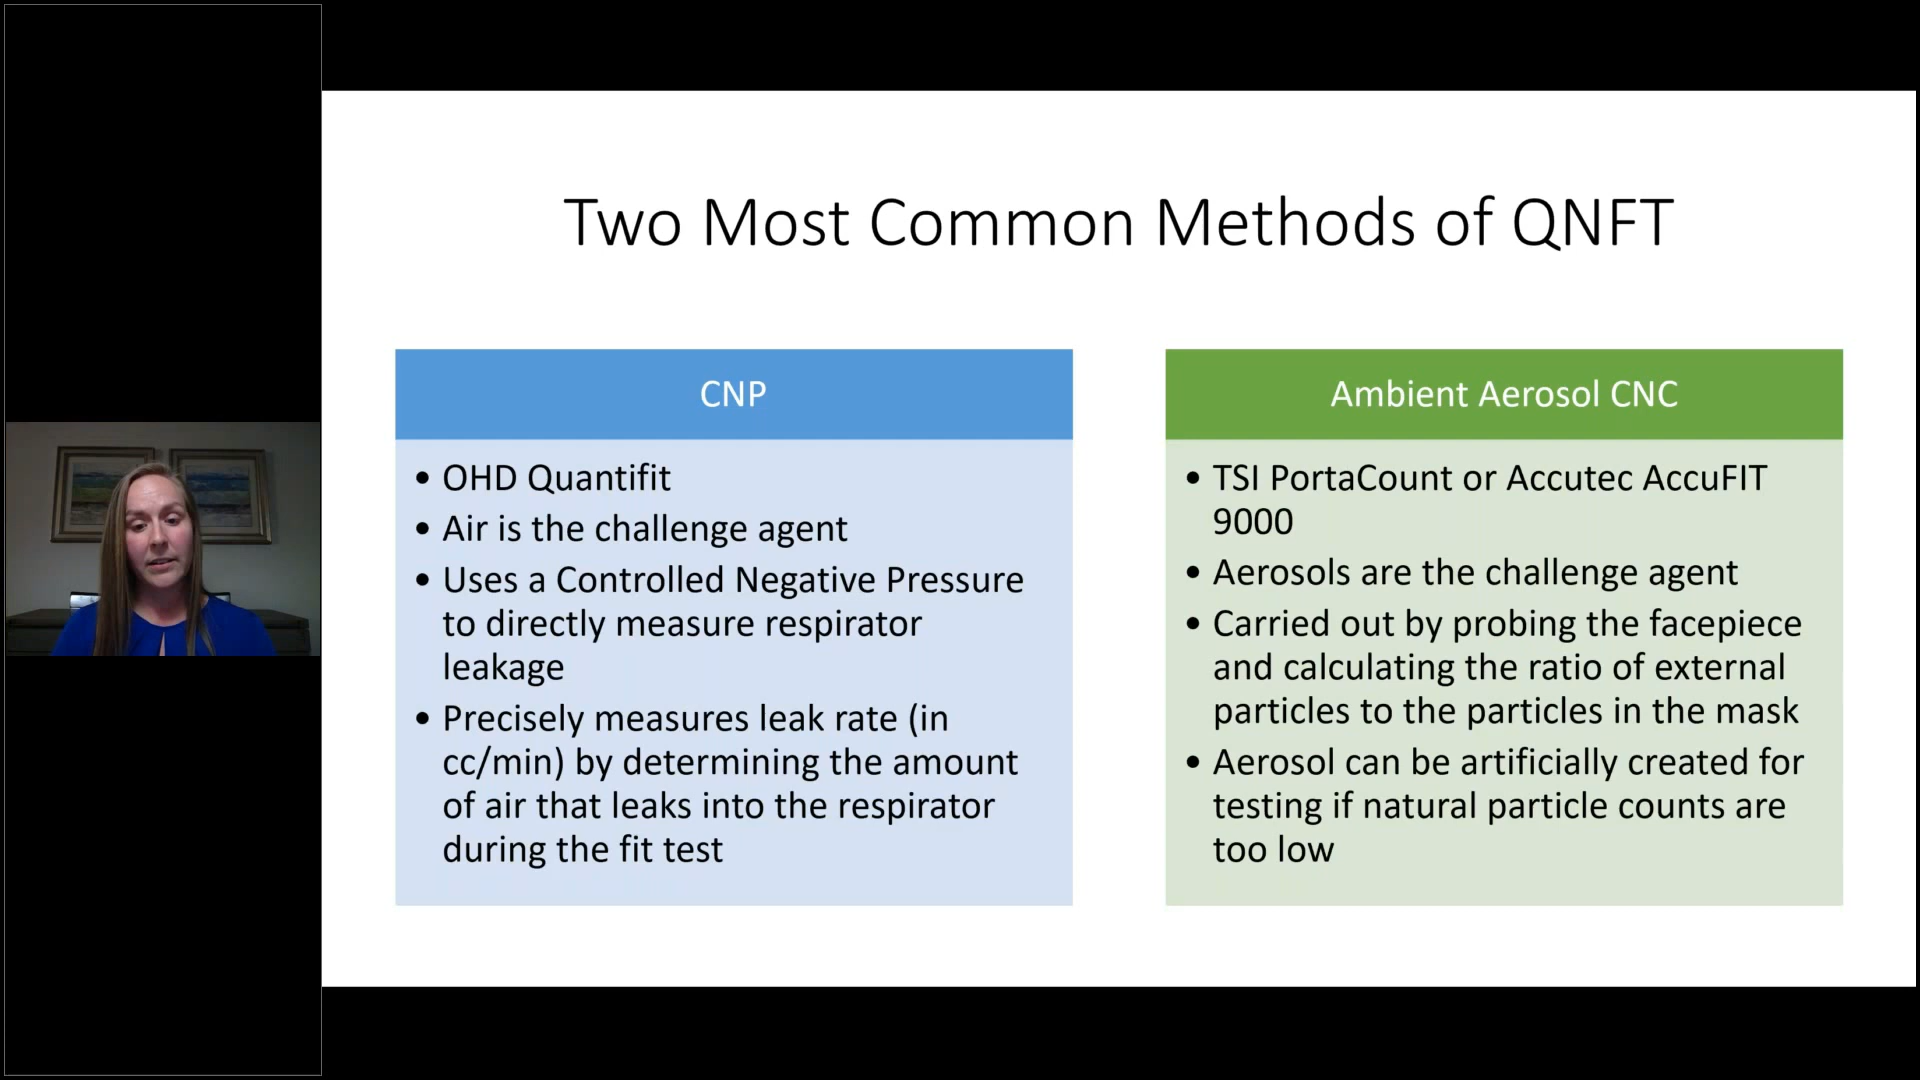 Two Most Common Methods of QNFT
CNP
• OHD Quantifit
• Air is the challenge agent
• Uses a Controlled Negative Pressure
to directly measure respirator
leakage
• Precisely measures leak rate (in
cc/min) by determining the amount
of air that leaks into the respirator
during the fit test
Ambient Aerosol CNC
• TSI PortaCount or Accutec AccuFIT
9000
• Aerosols are the challenge agent
• Carried out by probing the facepiece
and calculating the ratio of external
particles to the particles in the mask
• Aerosol can be artificially created for
testing if natural particle counts are
too low